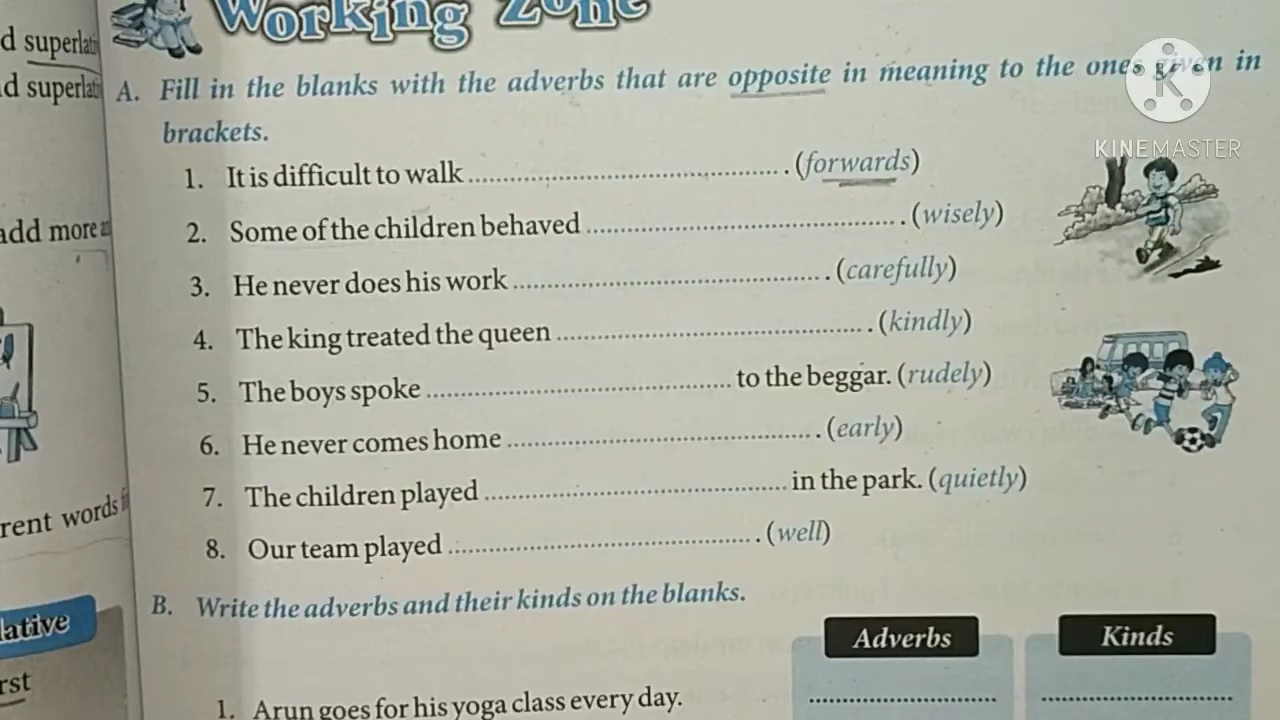 Working Zone
d superlati
d superlati
A. Fill in the blanks with the adverbs that are opposite in meaning to the ones given in
brackets.
KINEMASTER
1. It is difficult to walk .......................................... . (forwards)
2. Some of the children behaved .......................................... . (wisely)
add more a
3. He never does his work .......................................... . (carefully)
4. The king treated the queen .......................................... . (kindly)
5. The boys spoke .......................................... to the beggar. (rudely)
6. He never comes home .......................................... . (early)
7. The children played .......................................... in the park. (quietly)
rent words
8. Our team played .......................................... . (well)
B. Write the adverbs and their kinds on the blanks.
lative
Adverbs Kinds
rst
1. Arun goes for his yoga class every day. .......................... ..........................